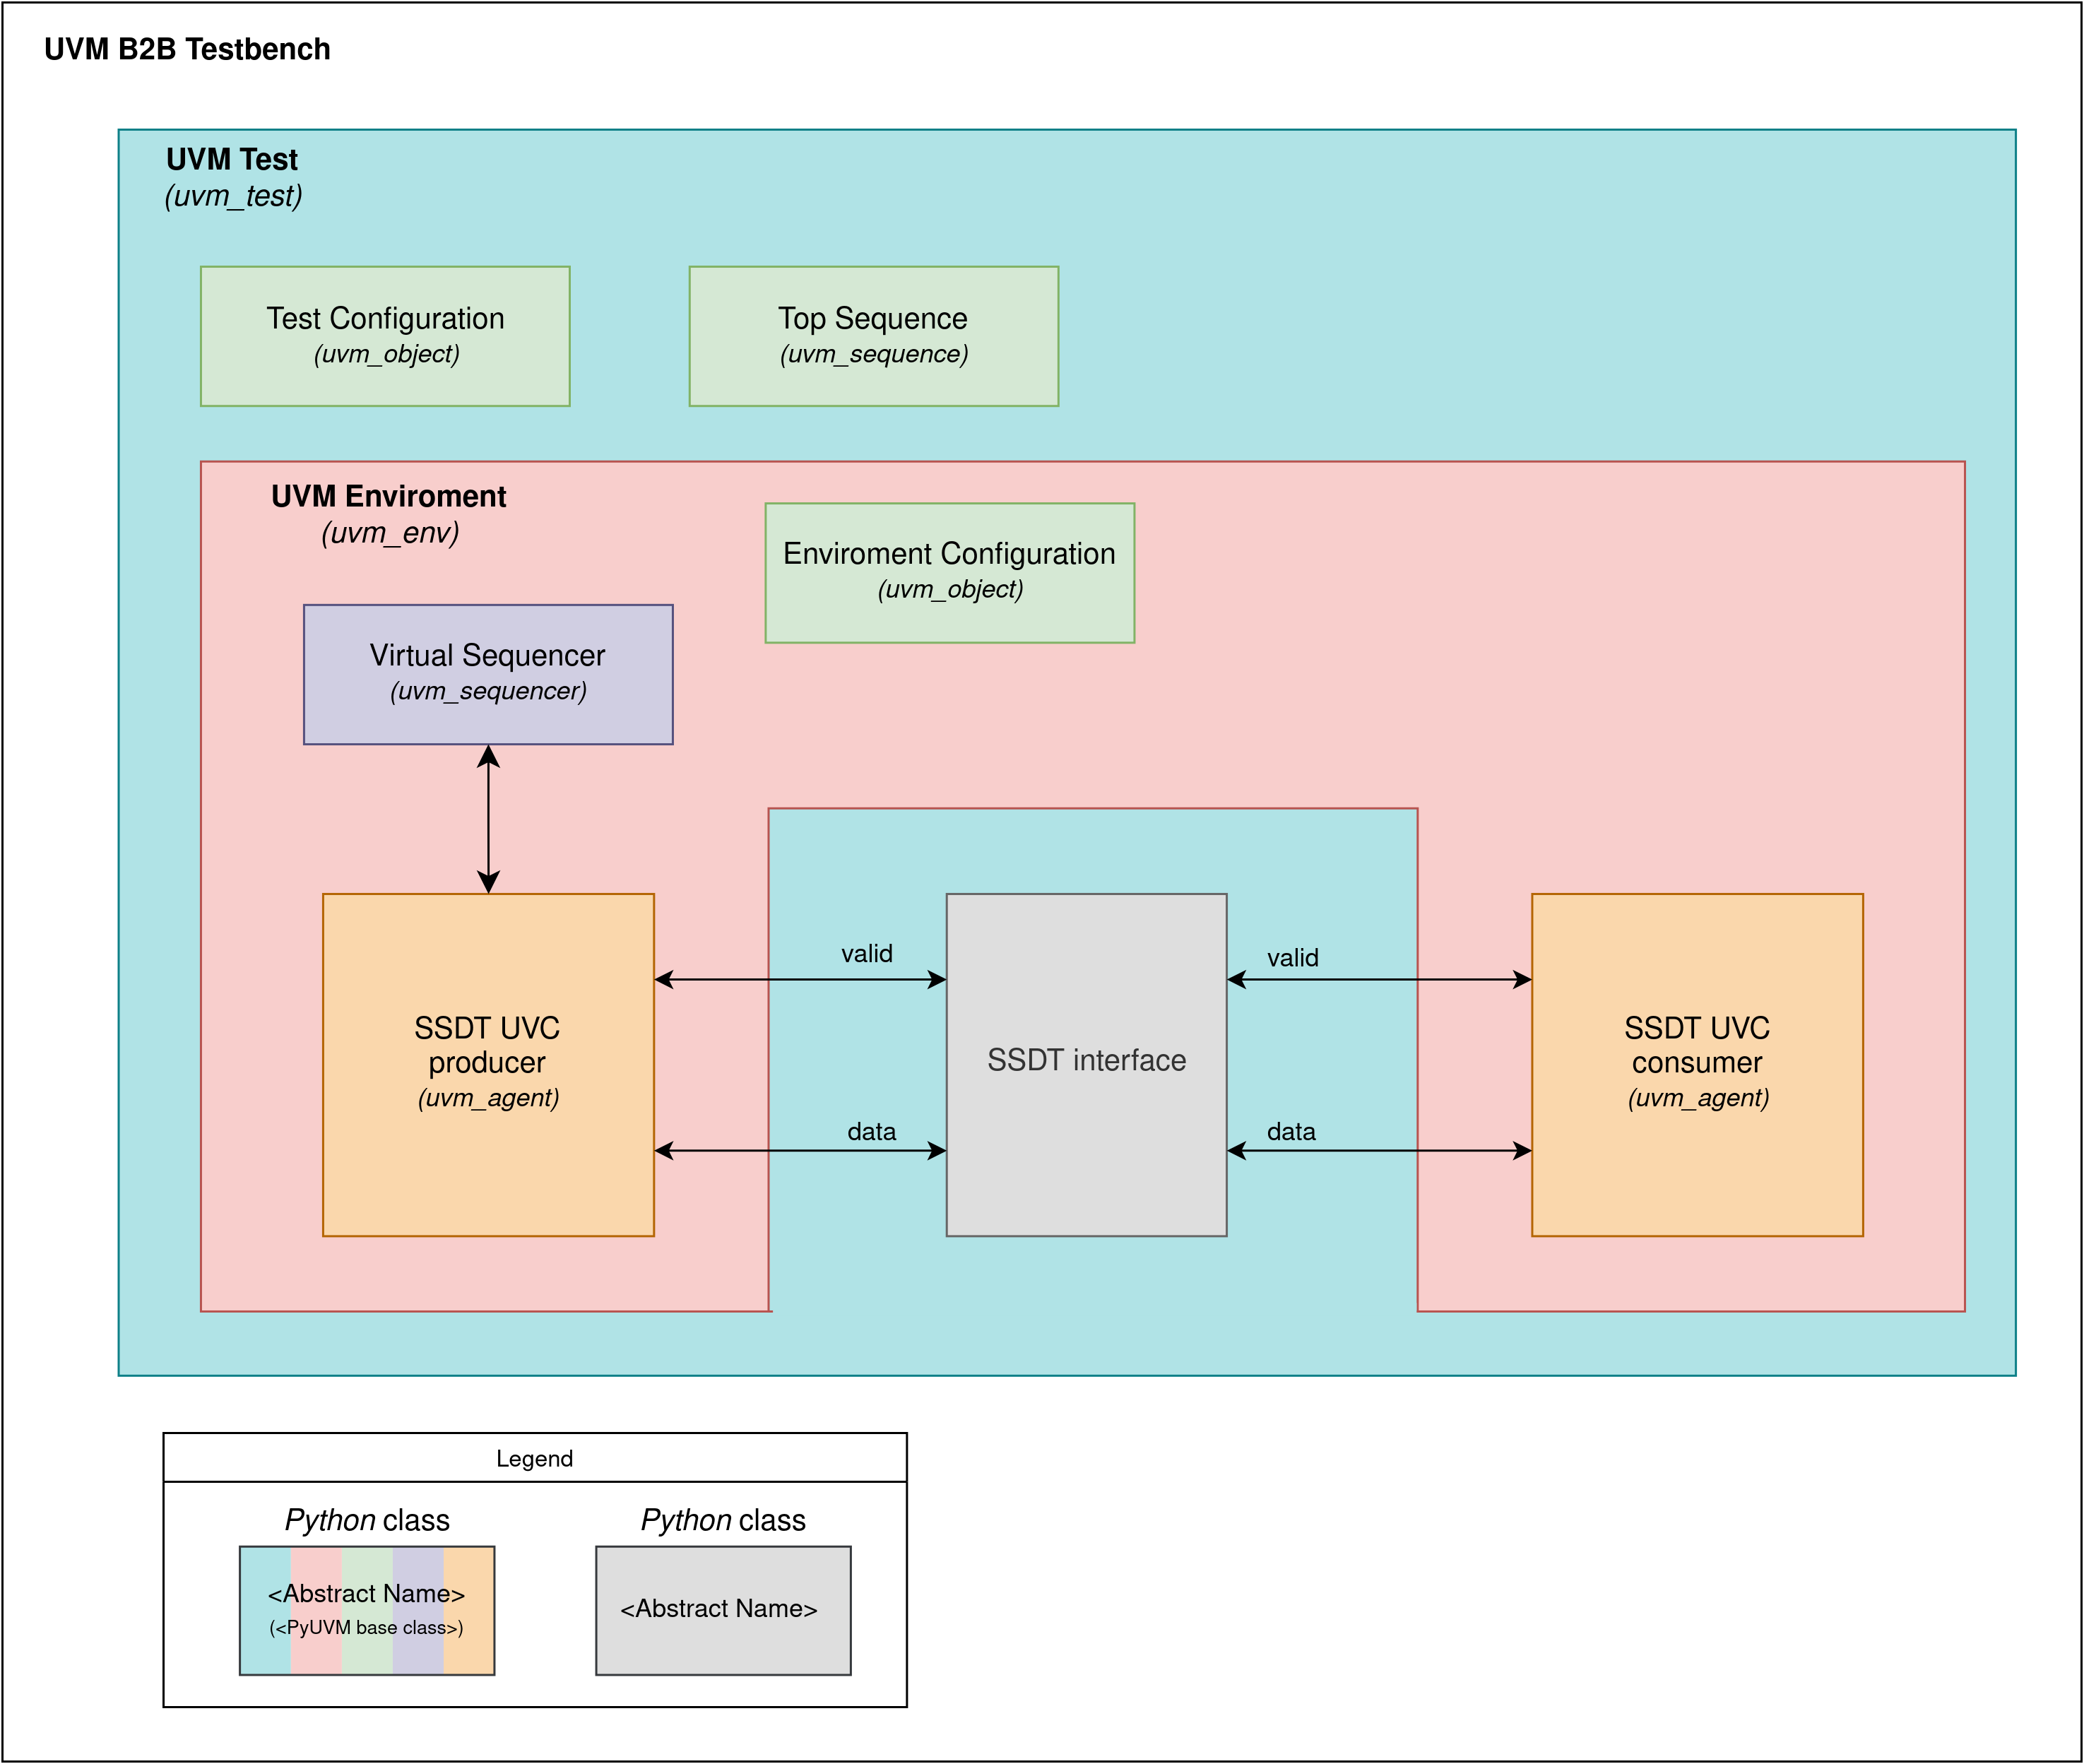 UVM B2B Testbench
UVM Test
(uvm_test)
Test Configuration
(uvm_object)
Top Sequence
(uvm_sequence)
UVM Enviroment
(uvm_env)
Enviroment Configuration
(uvm_object)
Virtual Sequencer
(uvm_sequencer)
SSDT UVC
producer
(uvm_agent)
valid
data
SSDT interface
valid
data
SSDT UVC
consumer
(uvm_agent)
Legend
Python class
<Abstract Name>
(<PyUVM base class>)
Python class
<Abstract Name>